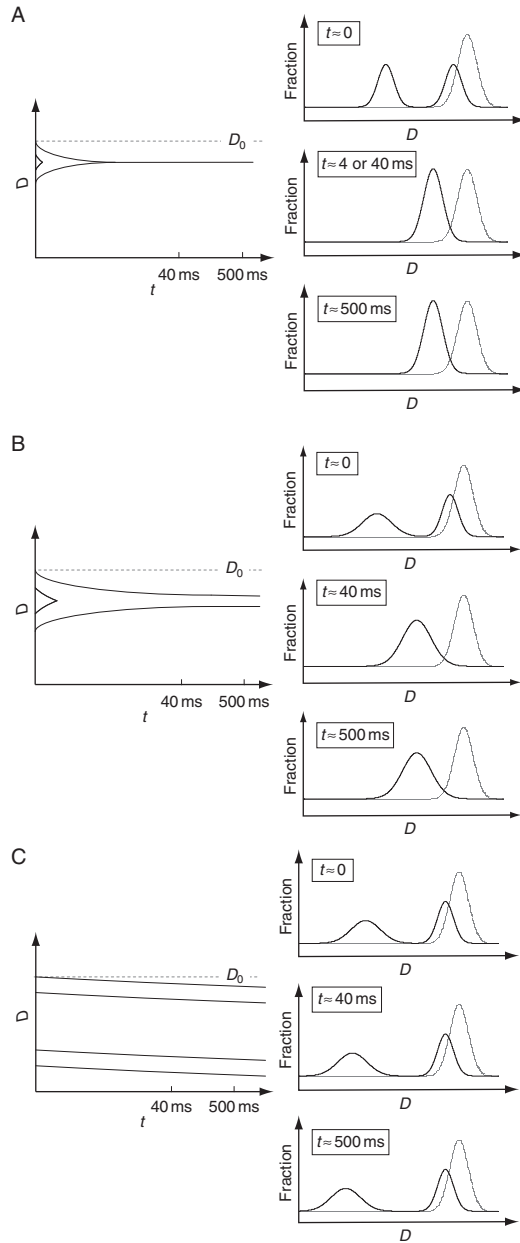 A
D
D₀
40 ms
500 ms
t
t≈0
Fraction
D
t≈4 or 40 ms
Fraction
D
t≈500 ms
Fraction
D
B
D
D₀
40 ms
500 ms
t
t≈0
Fraction
D
t≈40 ms
Fraction
D
t≈500 ms
Fraction
D
C
D
D₀
40 ms
500 ms
t
t≈0
Fraction
D
t≈40 ms
Fraction
D
t≈500 ms
Fraction
D